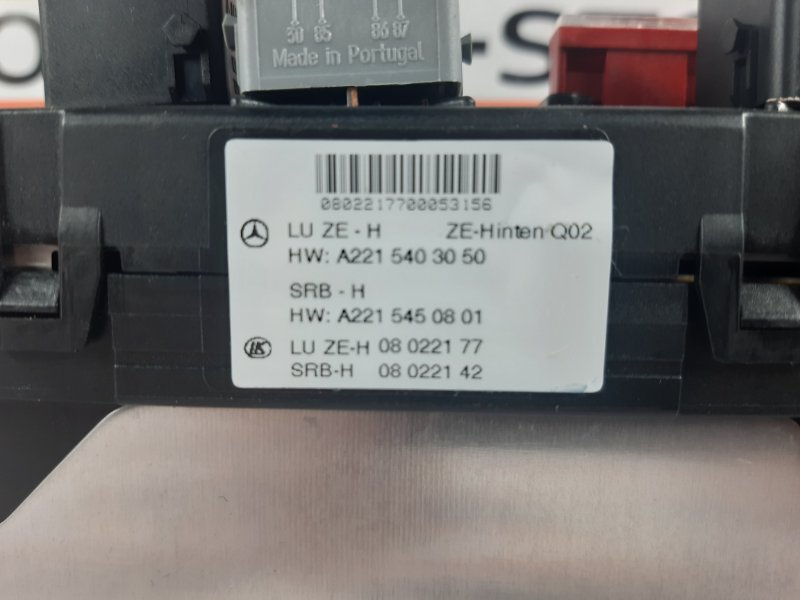 30 85 86 87
Made in Portugal
0802217700053156
LU ZE - H ZE-Hinten Q02
HW: A221 540 30 50
SRB - H
HW: A221 545 08 01
LU ZE-H 08 0221 77
SRB-H 08 0221 42